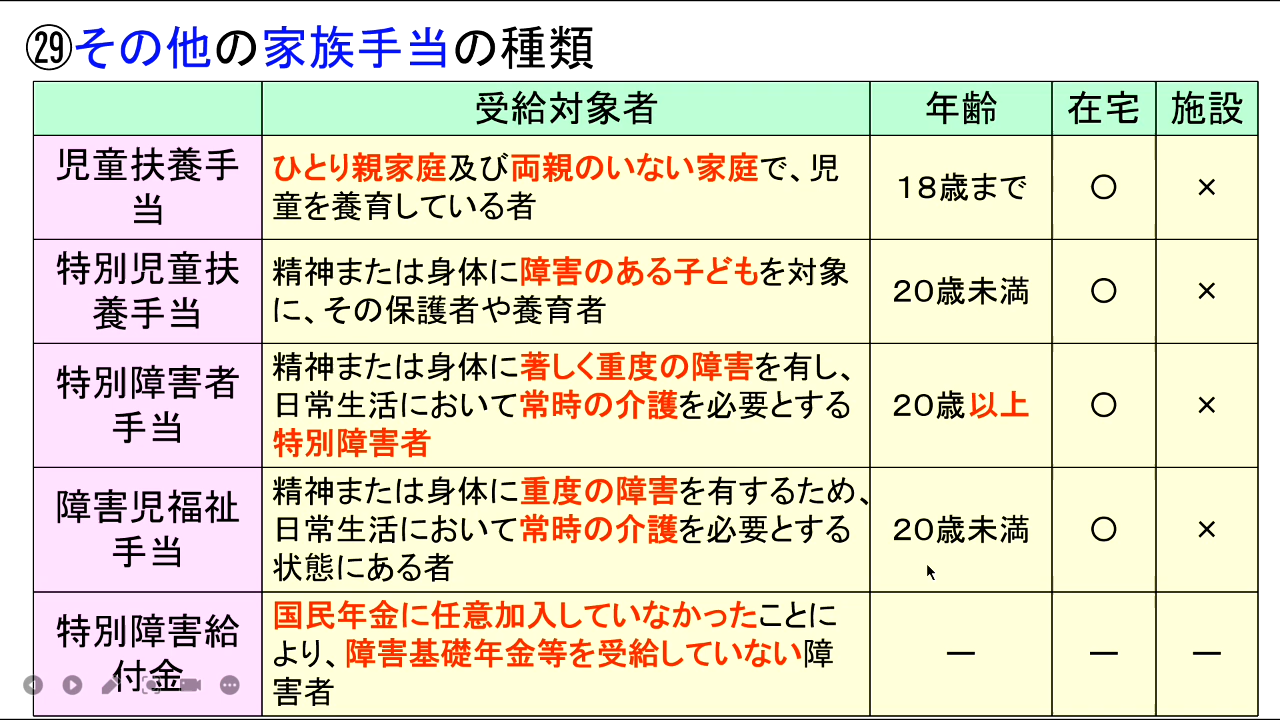 ㉙その他の家族手当の種類
受給対象者 年齢 在宅 施設
児童扶養手
当
ひとり親家庭及び両親のいない家庭で、児
童を養育している者
18歳まで ○ ×
特別児童扶
養手当
精神または身体に障害のある子どもを対象
に、その保護者や養育者
20歳未満 ○ ×
特別障害者
手当
精神または身体に著しく重度の障害を有し、
日常生活において常時の介護を必要とする
特別障害者
20歳以上 ○ ×
障害児福祉
手当
精神または身体に重度の障害を有するため、
日常生活において常時の介護を必要とする
状態にある者
20歳未満 ○ ×
特別障害給
付金
国民年金に任意加入していなかったことに
より、障害基礎年金等を受給していない障
害者
― ― ―